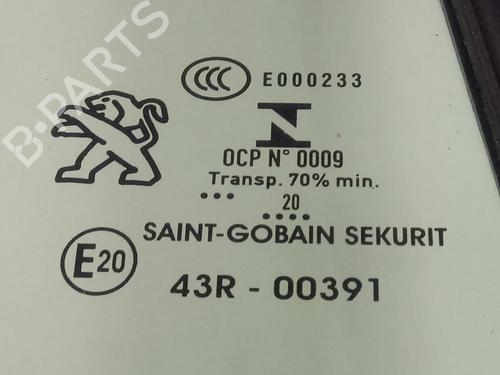 B-PARTS
CCC E000233
N
OCP N° 0009
Transp. 70% min.
20
SAINT-GOBAIN SEKURIT
E20
43R - 00391